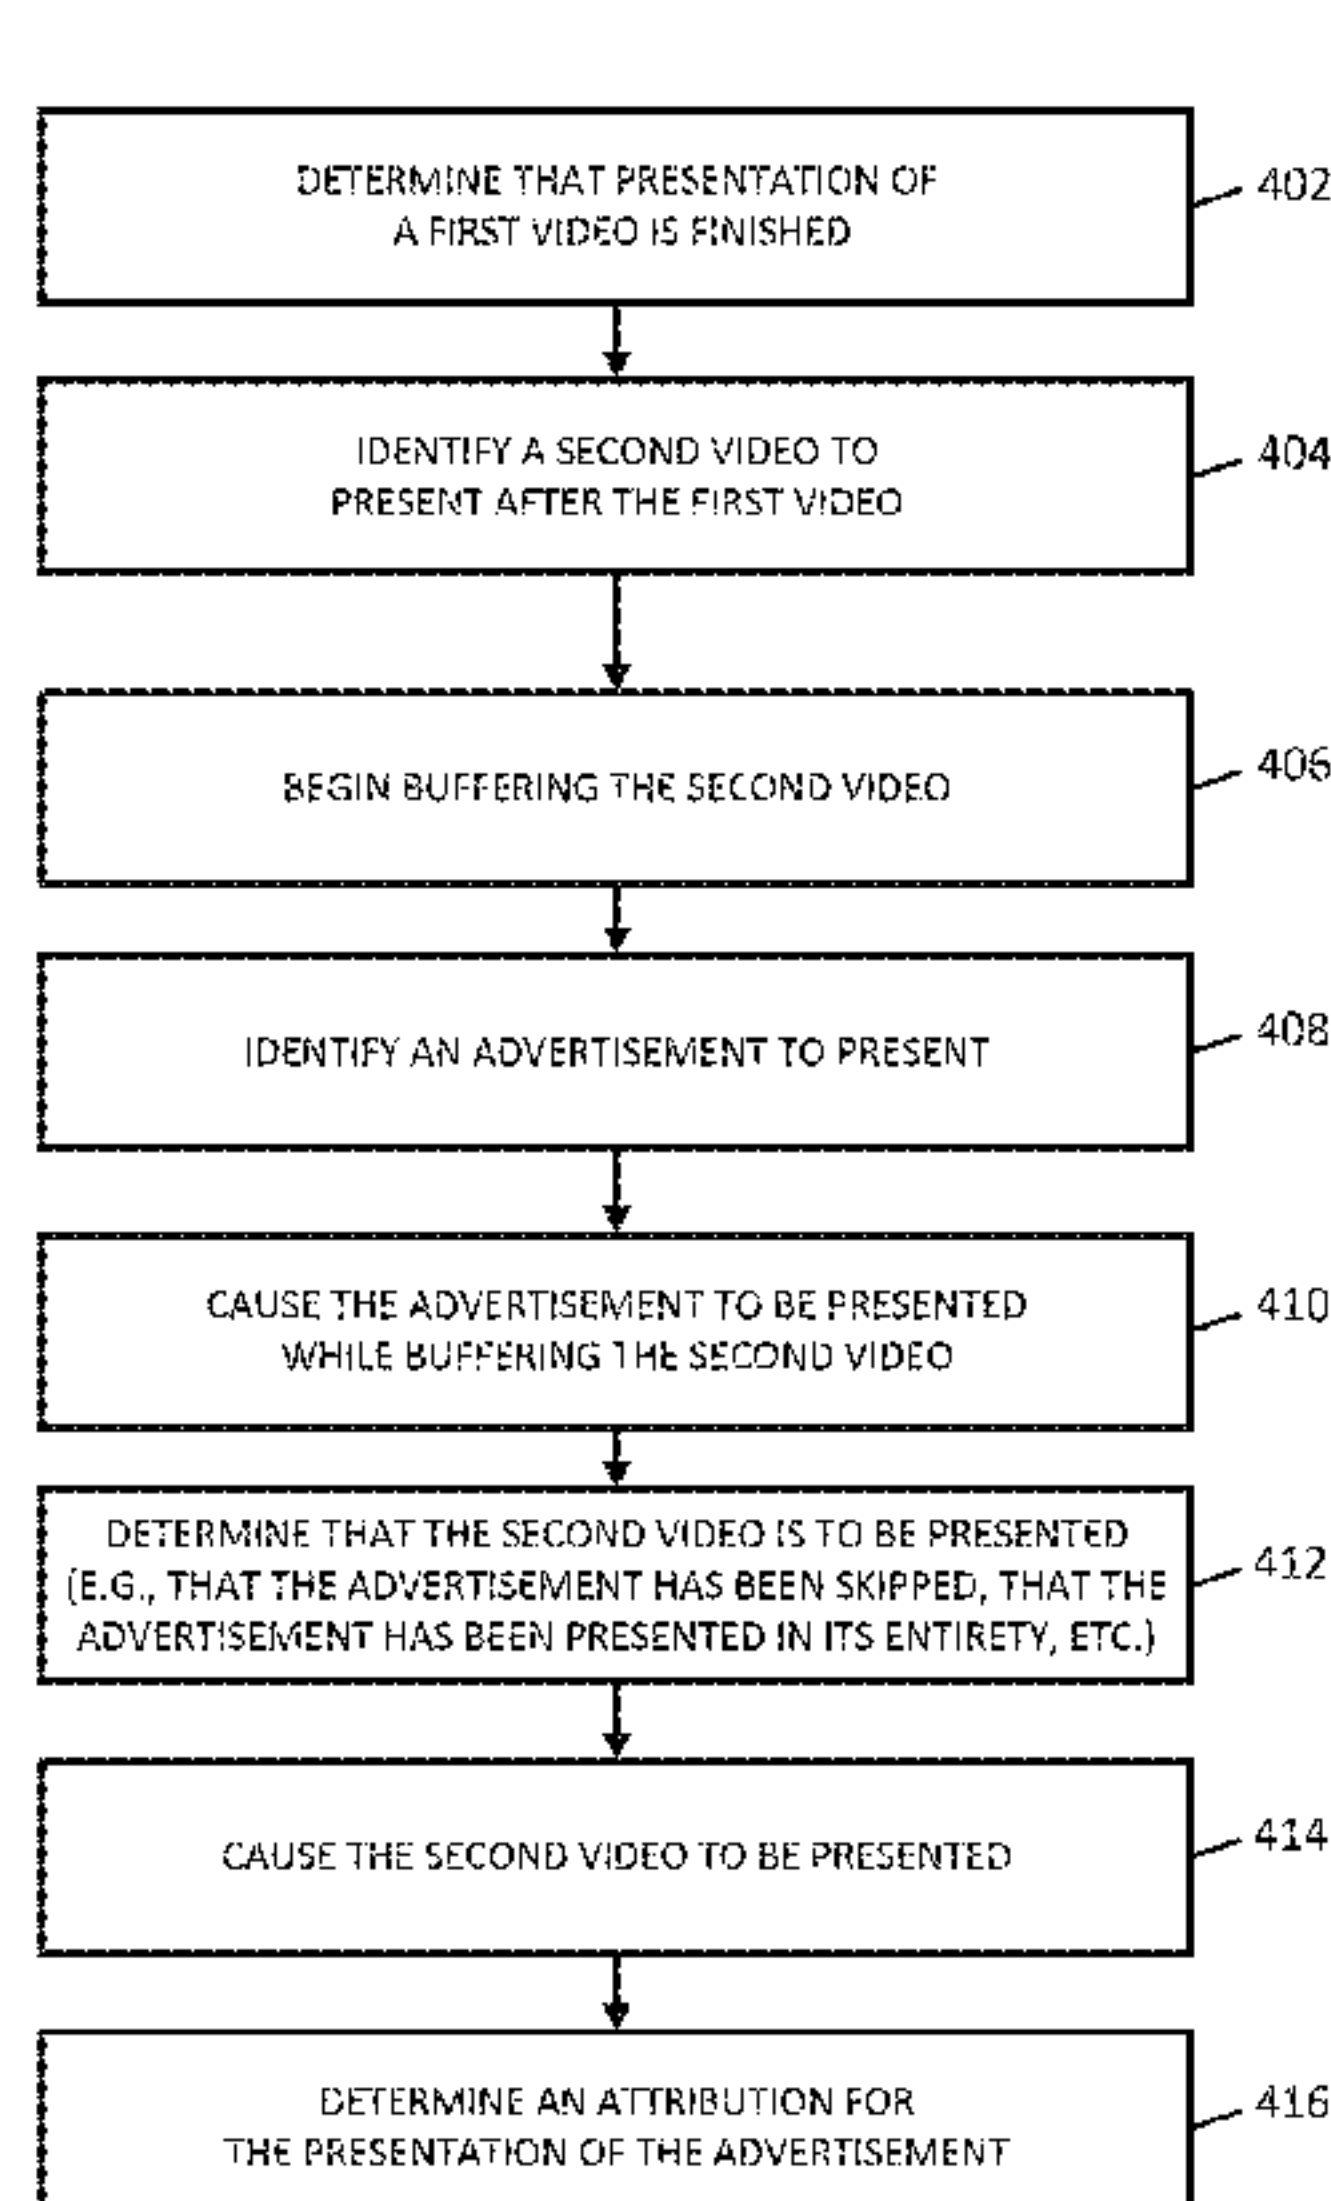 DETERMINE THAT PRESENTATION OF
A FIRST VIDEO IS FINISHED
402
IDENTIFY A SECOND VIDEO TO
PRESENT AFTER THE FIRST VIDEO
404
BEGIN BUFFERING THE SECOND VIDEO
406
IDENTIFY AN ADVERTISEMENT TO PRESENT
408
CAUSE THE ADVERTISEMENT TO BE PRESENTED
WHILE BUFFERING THE SECOND VIDEO
410
DETERMINE THAT THE SECOND VIDEO IS TO BE PRESENTED
(E.G., THAT THE ADVERTISEMENT HAS BEEN SKIPPED, THAT THE
ADVERTISEMENT HAS BEEN PRESENTED IN ITS ENTIRETY, ETC.)
412
CAUSE THE SECOND VIDEO TO BE PRESENTED
414
DETERMINE AN ATTRIBUTION FOR
THE PRESENTATION OF THE ADVERTISEMENT
416